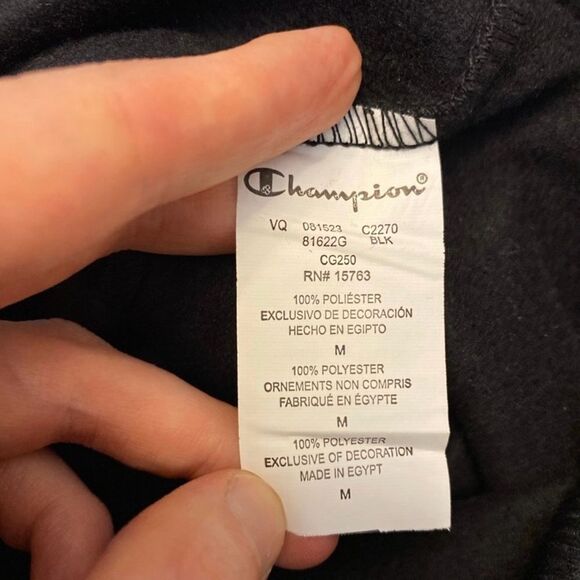 Champion®
VQ 081523 C2270
81622G BLK
CG250
RN# 15763
100% POLIÉSTER
EXCLUSIVO DE DECORACIÓN
HECHO EN EGIPTO
M
100% POLYESTER
ORNEMENTS NON COMPRIS
FABRIQUÉ EN ÉGYPTE
M
100% POLYESTER
EXCLUSIVE OF DECORATION
MADE IN EGYPT
M